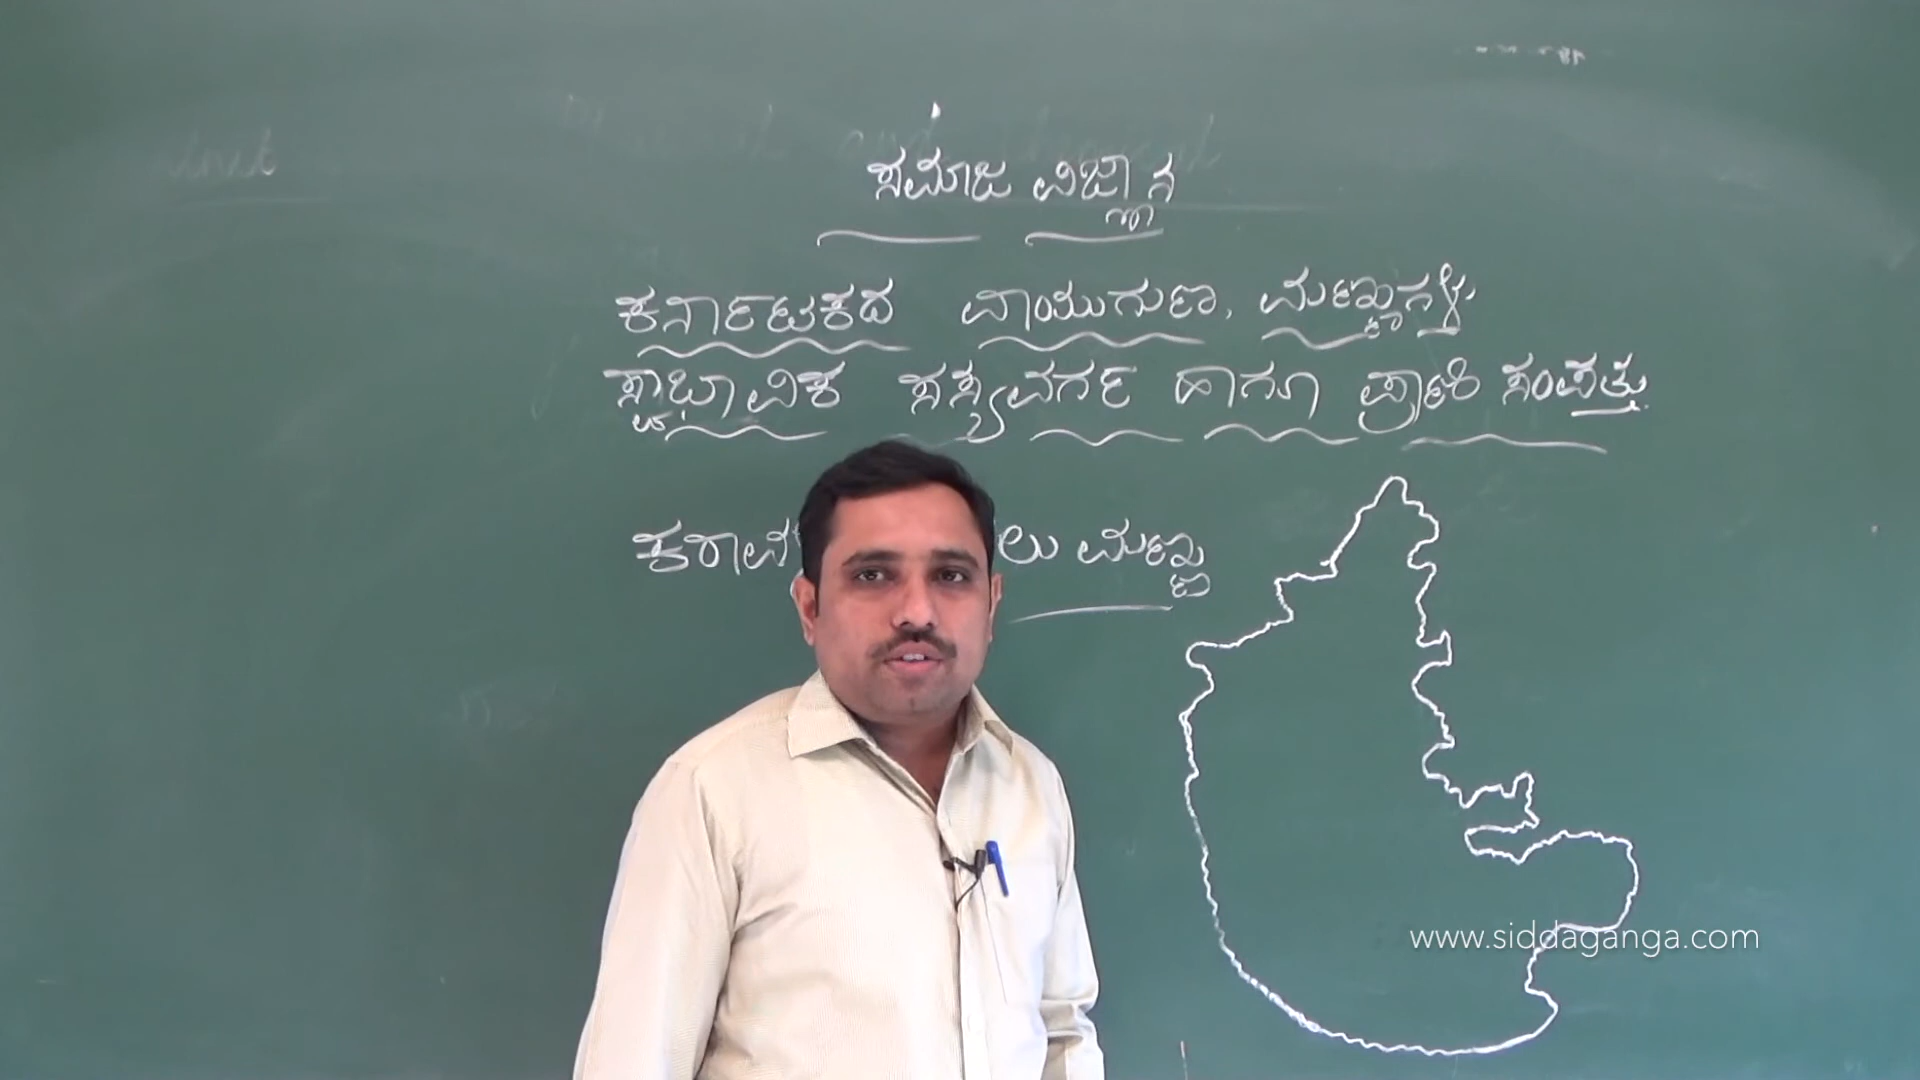 ಸಮಾಜ ವಿಜ್ಞಾನ
ಕರ್ನಾಟಕದ ವಾಯುಗುಣ, ಮಣ್ಣುಗಳು,
ಸ್ವಾಭಾವಿಕ ಸಸ್ಯವರ್ಗ ಹಾಗೂ ಪ್ರಾಣಿ ಸಂಪತ್ತು.
ಮಣ್ಣು
www.siddaganga.com